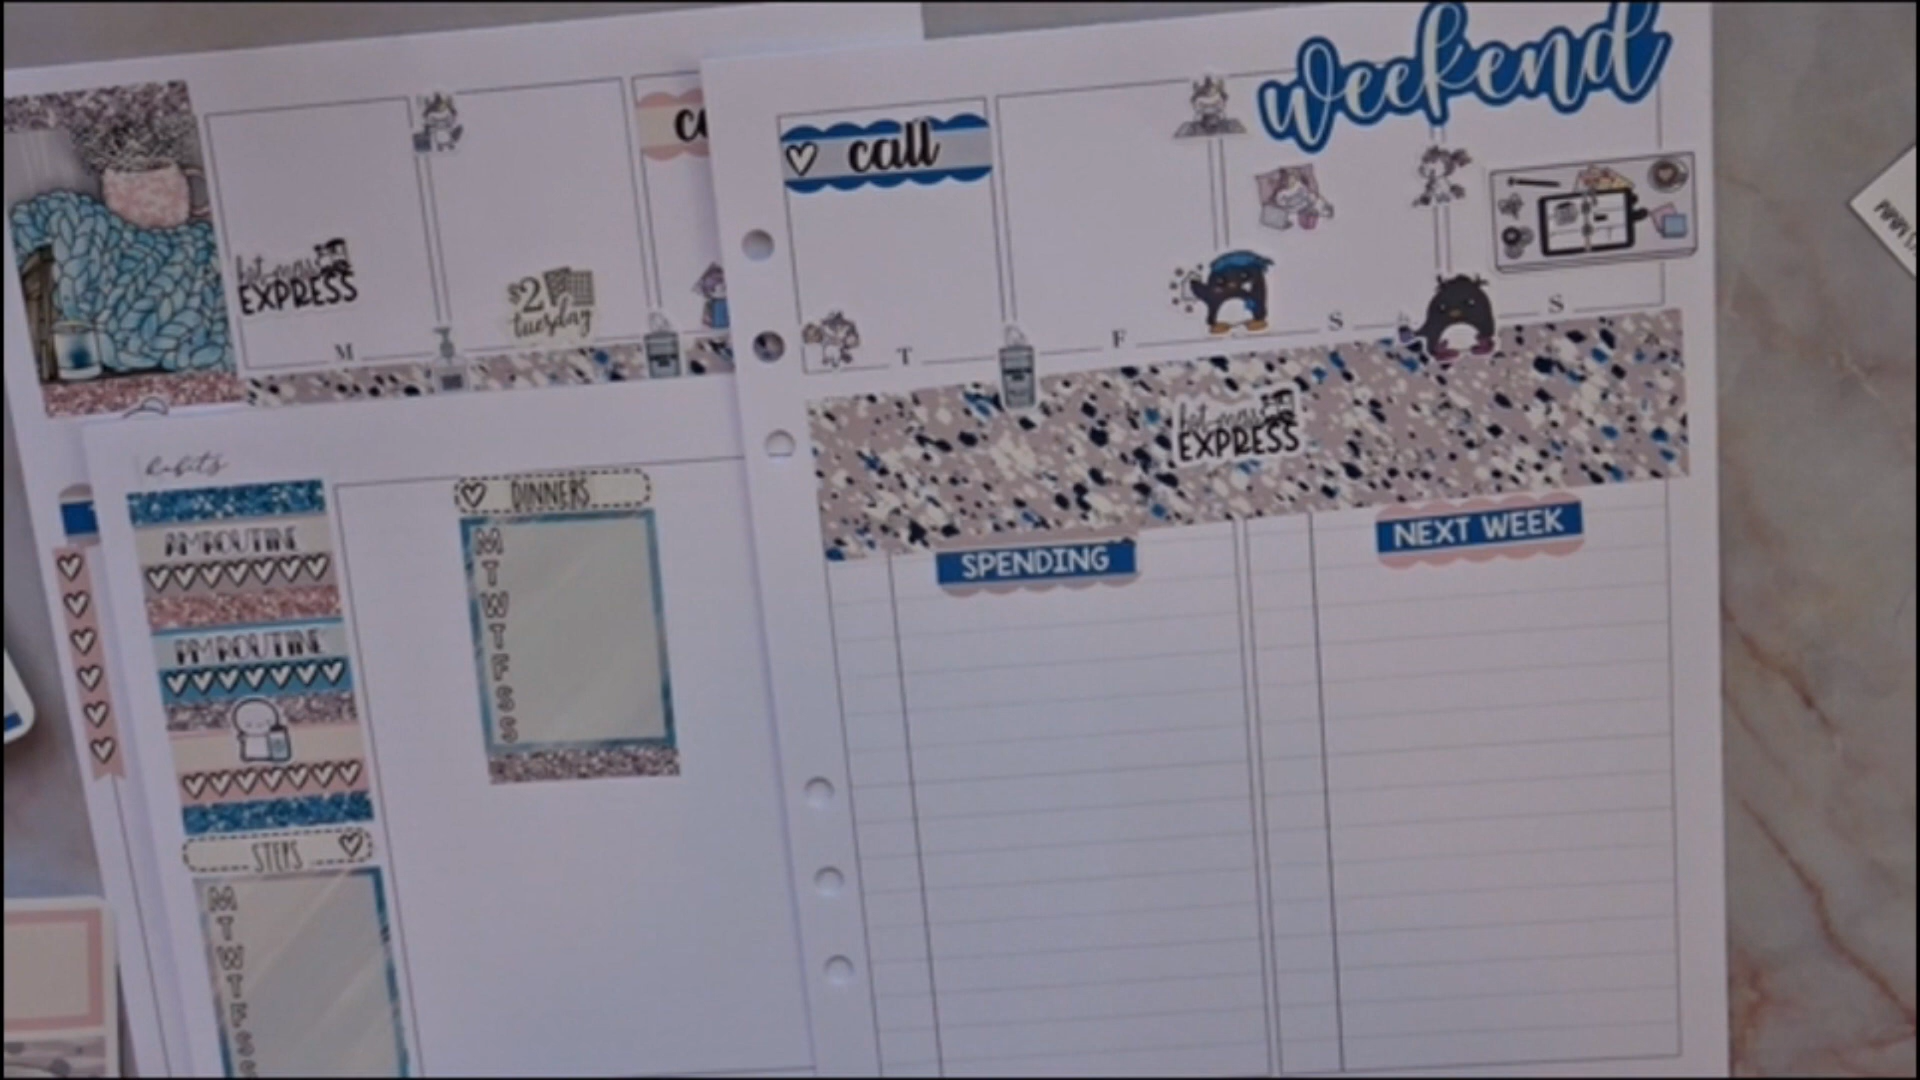 weekend
call
hot mess
EXPRESS
$2
tuesday
M
T
F
S
S
hot mess
EXPRESS
habits
DINNERS
M
T
W
T
F
S
S
AM ROUTINE
PM ROUTINE
STEPS
M
T
W
T
F
S
S
SPENDING
NEXT WEEK